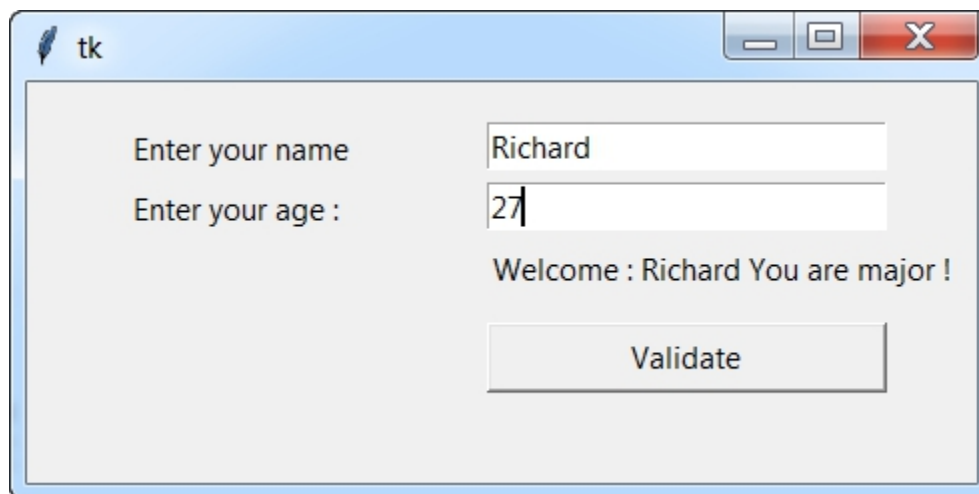 tk
Enter your name Richard
Enter your age : 27
Welcome : Richard You are major !
Validate